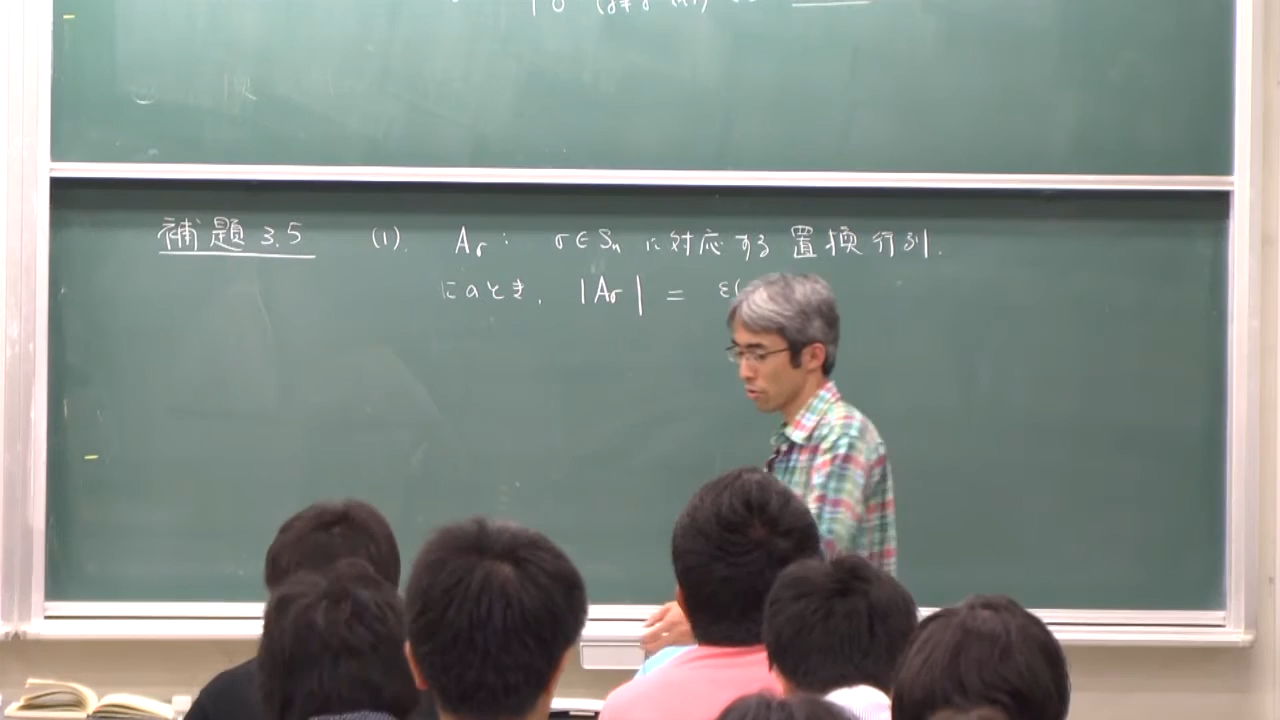 補題 3.5 (1). Aσ : σ∈Sn に対応する 置換行列.
このとき, |Aσ| = ε(